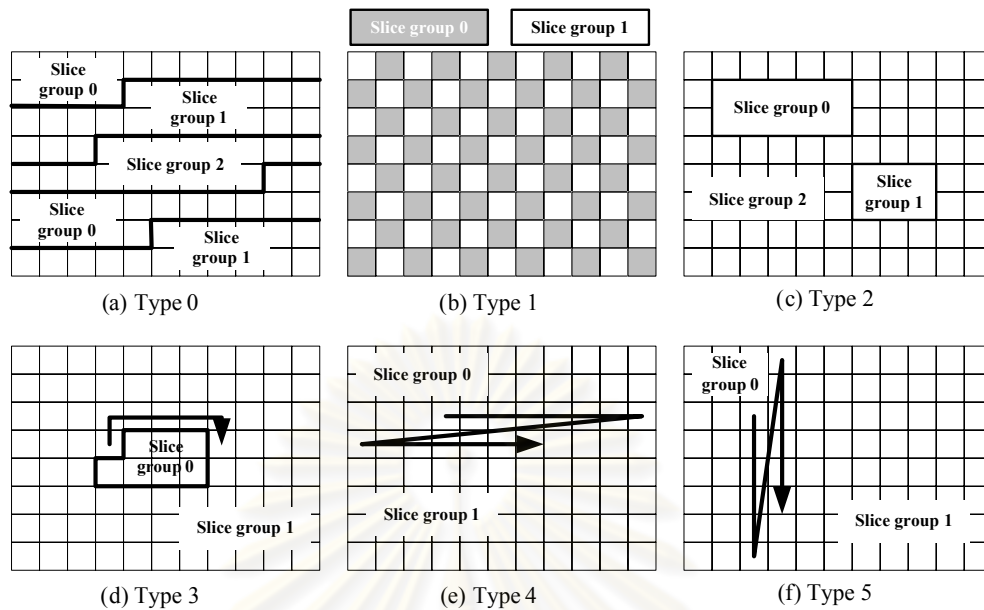 Slice group 0
Slice group 1
Slice
group 0
Slice
group 1
Slice group 2
Slice
group 0
Slice
group 1
(a) Type 0
(b) Type 1
Slice group 0
Slice group 2
Slice
group 1
(c) Type 2
Slice
group 0
Slice group 1
(d) Type 3
Slice group 0
Slice group 1
(e) Type 4
Slice
group 0
Slice group 1
(f) Type 5